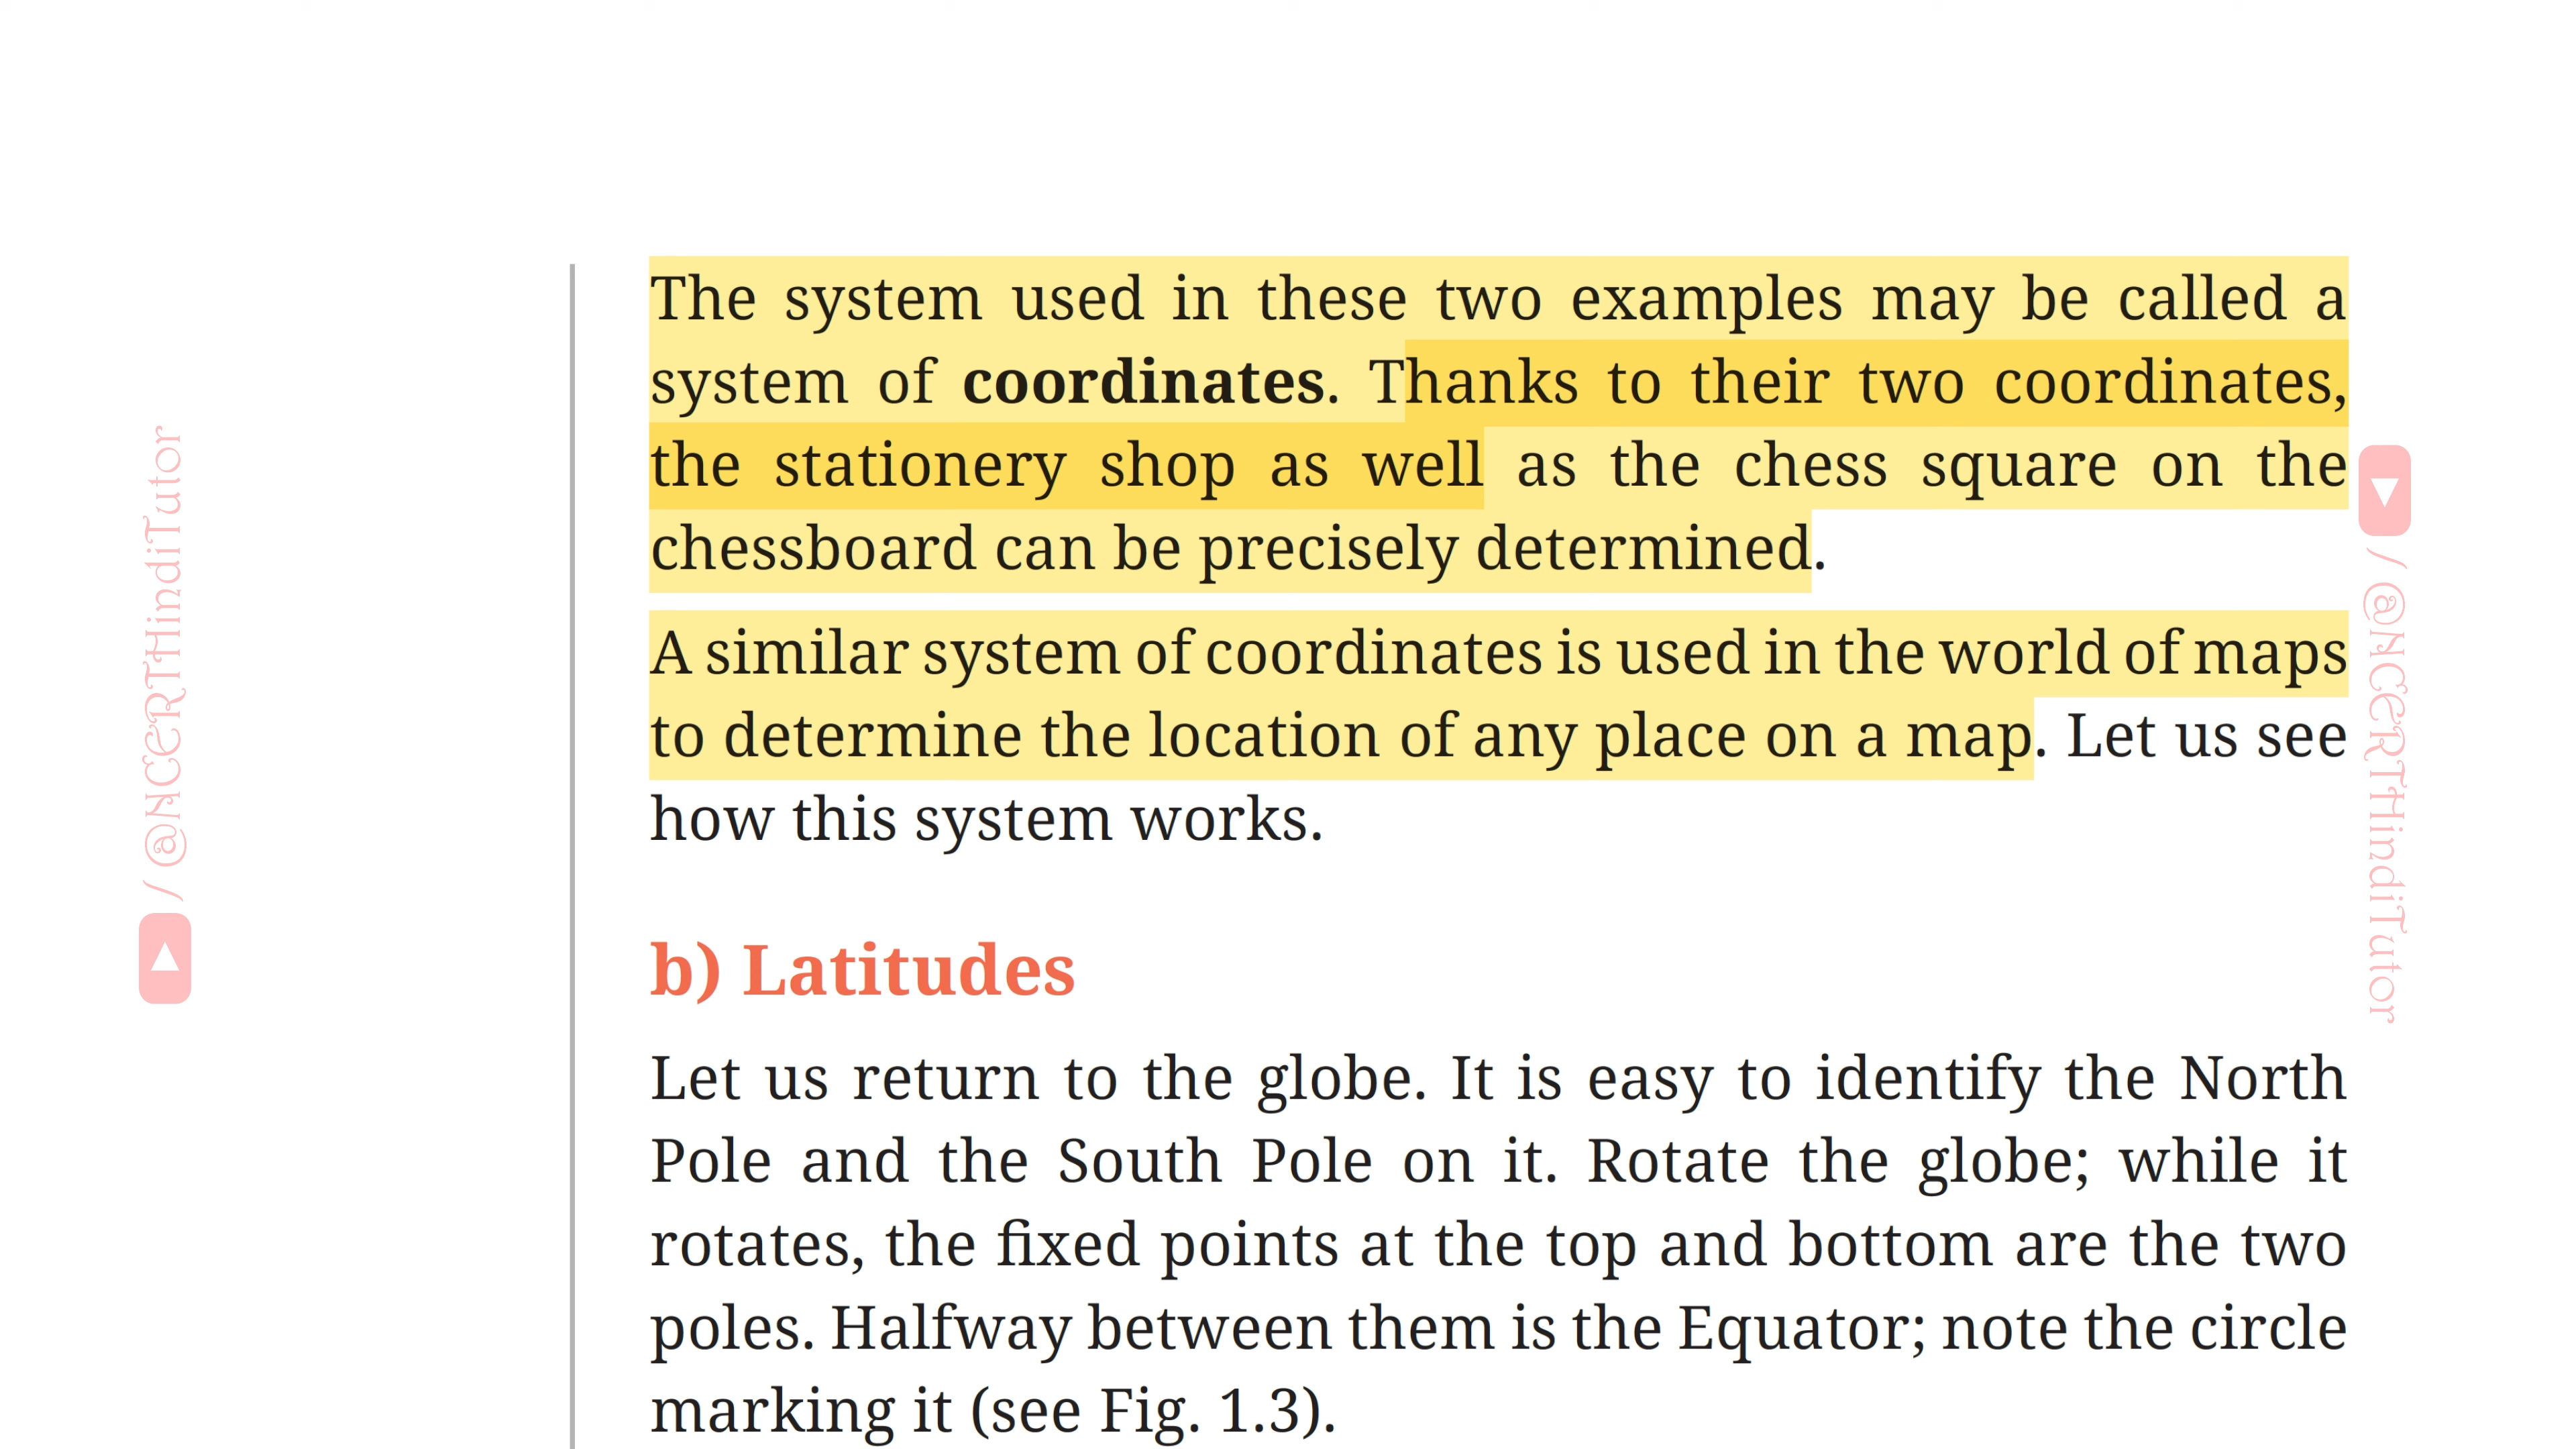 The system used in these two examples may be called a
system of coordinates. Thanks to their two coordinates,
the stationery shop as well as the chess square on the
chessboard can be precisely determined.
A similar system of coordinates is used in the world of maps
to determine the location of any place on a map. Let us see
how this system works.
b) Latitudes
Let us return to the globe. It is easy to identify the North
Pole and the South Pole on it. Rotate the globe; while it
rotates, the fixed points at the top and bottom are the two
poles. Halfway between them is the Equator; note the circle
marking it (see Fig. 1.3).
/ @NCERTHindiTutor
/ @NCERTHindiTutor